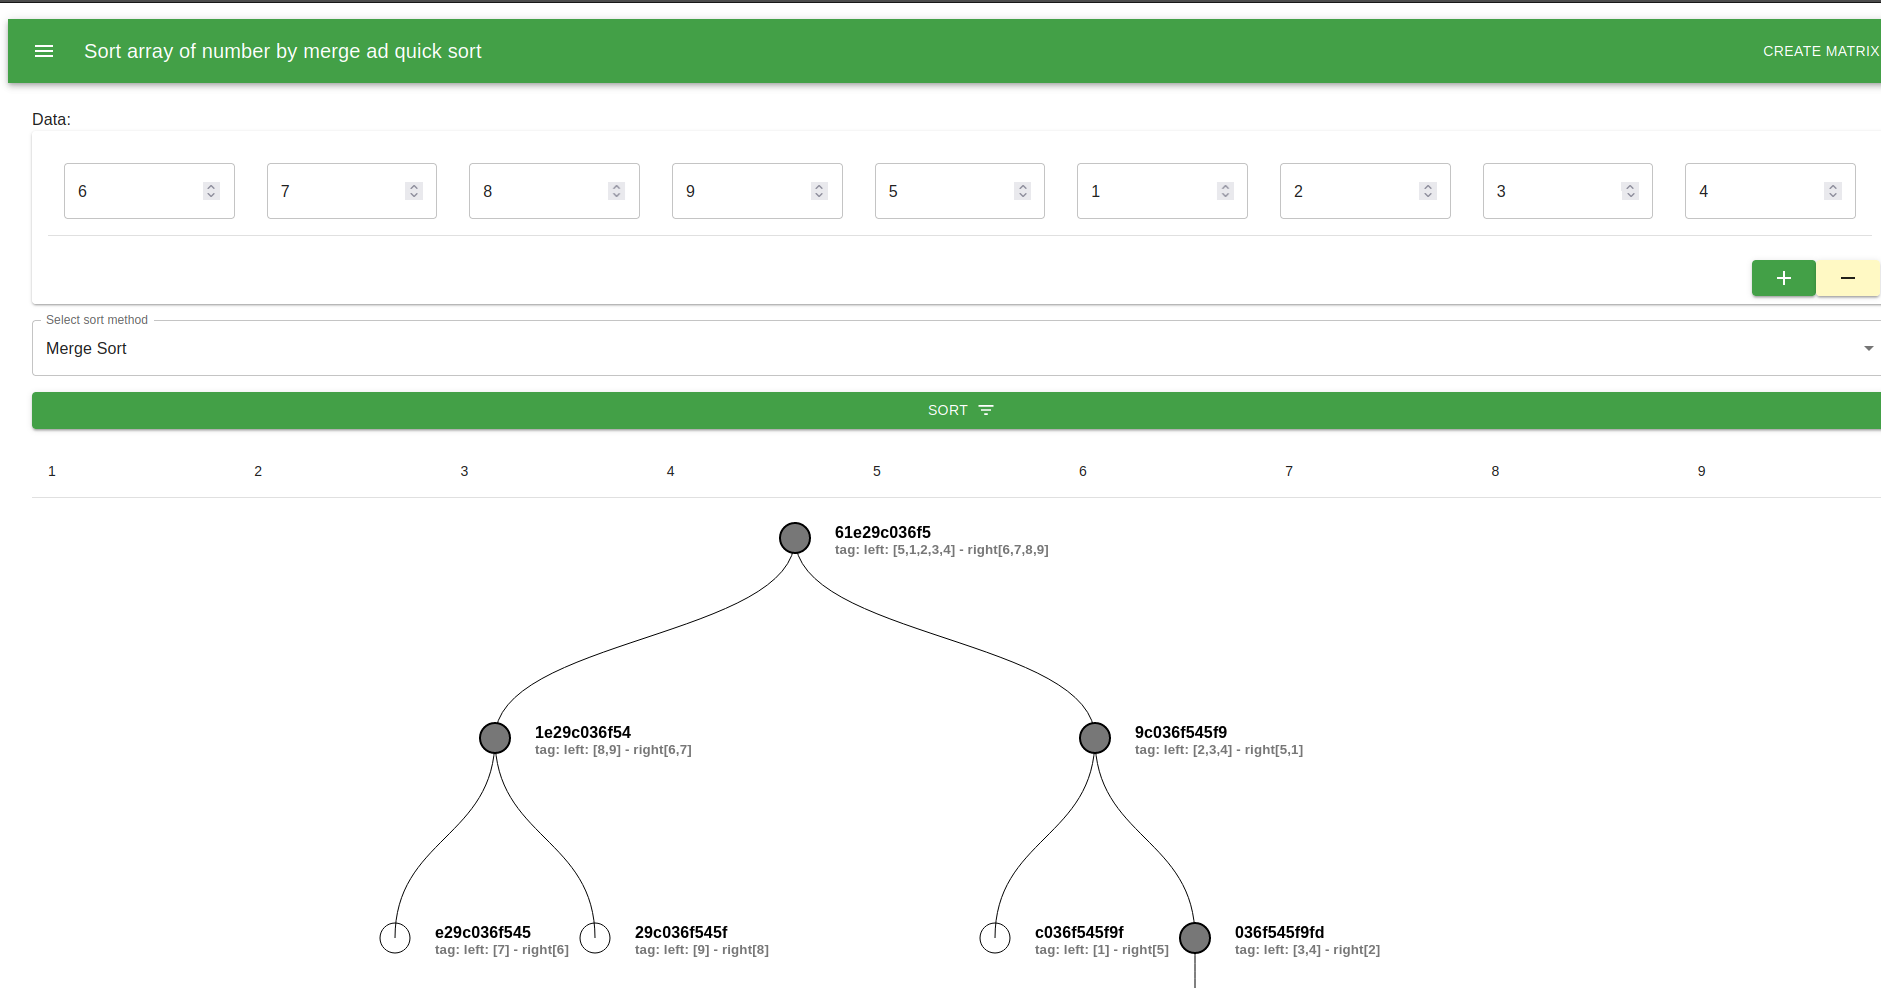 Sort array of number by merge ad quick sort
CREATE MATRIX
Data:
6 7 8 9 5 1 2 3 4
Select sort method
Merge Sort
SORT
1 2 3 4 5 6 7 8 9
61e29c036f5
tag: left: [5,1,2,3,4] - right[6,7,8,9]
1e29c036f54
tag: left: [8,9] - right[6,7]
9c036f545f9
tag: left: [2,3,4] - right[5,1]
e29c036f545
tag: left: [7] - right[6]
29c036f545f
tag: left: [9] - right[8]
c036f545f9f
tag: left: [1] - right[5]
036f545f9fd
tag: left: [3,4] - right[2]